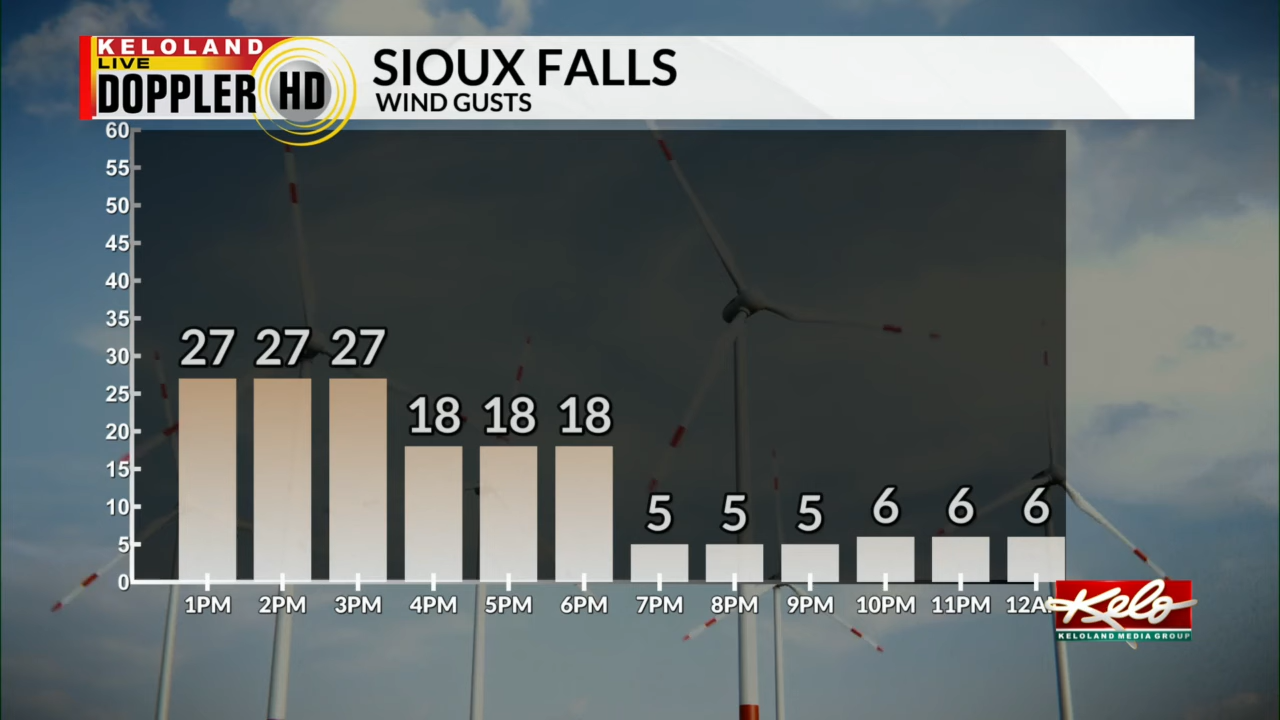 KELOLAND
LIVE
DOPPLER HD
SIOUX FALLS
WIND GUSTS
60
55
50
45
40
35
30
25
20
15
10
5
0
27 27 27 18 18 18 5 5 5 6 6 6
1PM 2PM 3PM 4PM 5PM 6PM 7PM 8PM 9PM 10PM 11PM 12A
Kelo
KELOLAND MEDIA GROUP